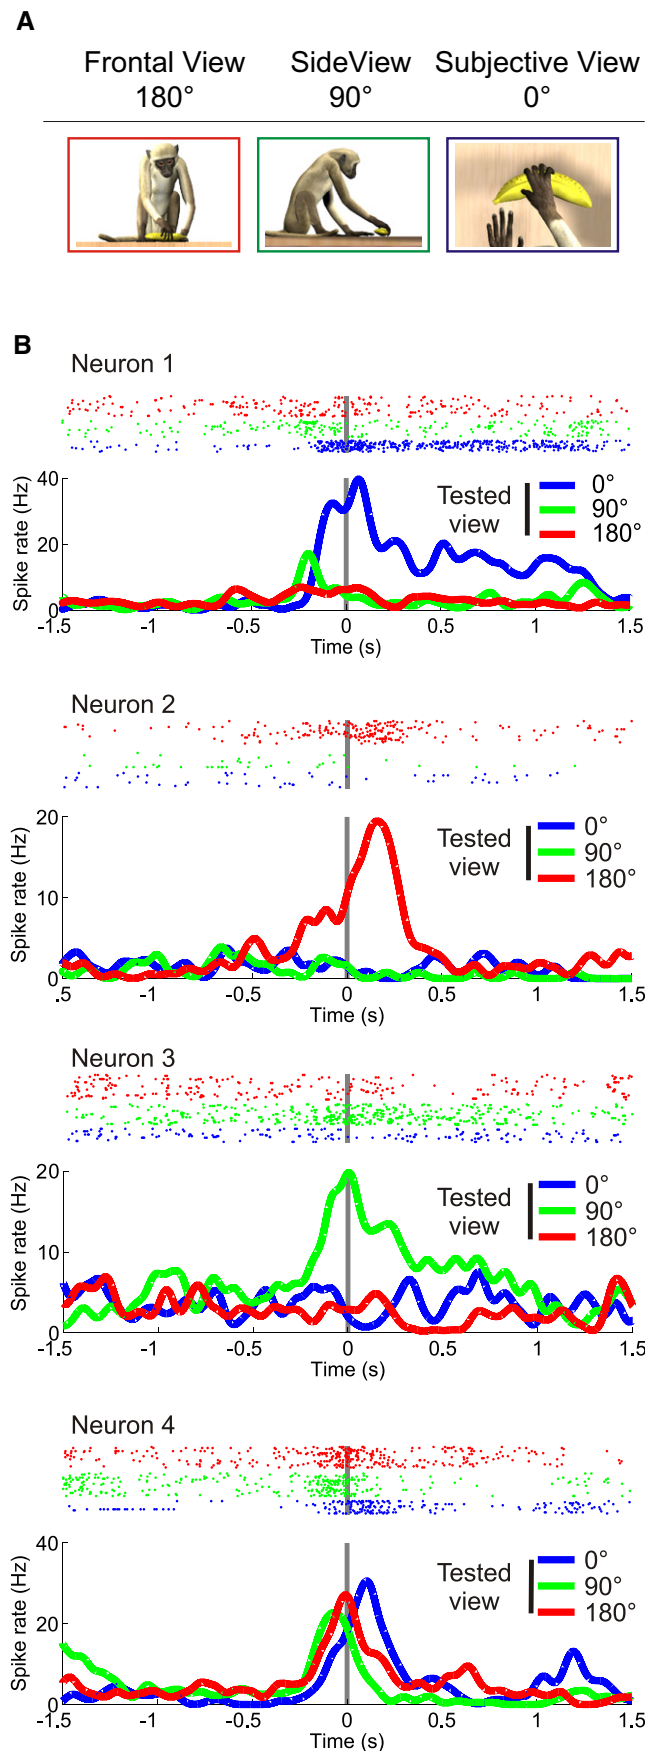 A
Frontal View SideView Subjective View
180° 90° 0°
B
Neuron 1
40
20
0
Spike rate (Hz)
Tested view
0°
90°
180°
-1.5 -1 -0.5 0 0.5 1 1.5
Time (s)
Neuron 2
20
10
0
Spike rate (Hz)
Tested view
0°
90°
180°
.5 -1 -0.5 0 0.5 1 1.5
Time (s)
Neuron 3
20
10
0
Spike rate (Hz)
Tested view
0°
90°
180°
-1.5 -1 -0.5 0 0.5 1 1.5
Time (s)
Neuron 4
40
20
0
Spike rate (Hz)
Tested view
0°
90°
180°
-1.5 -1 -0.5 0 0.5 1 1.5
Time (s)